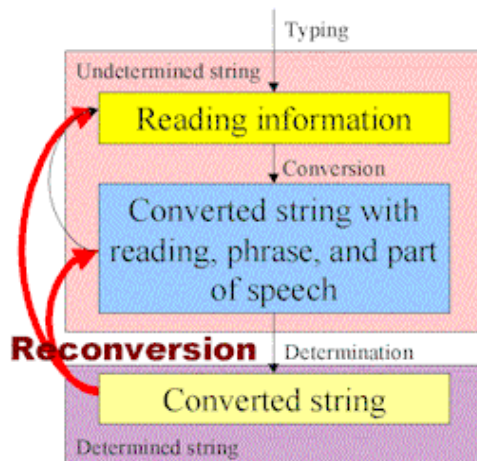 Typing
Undetermined string
Reading information
Conversion
Converted string with
reading, phrase, and part
of speech
Reconversion
Determination
Converted string
Determined string